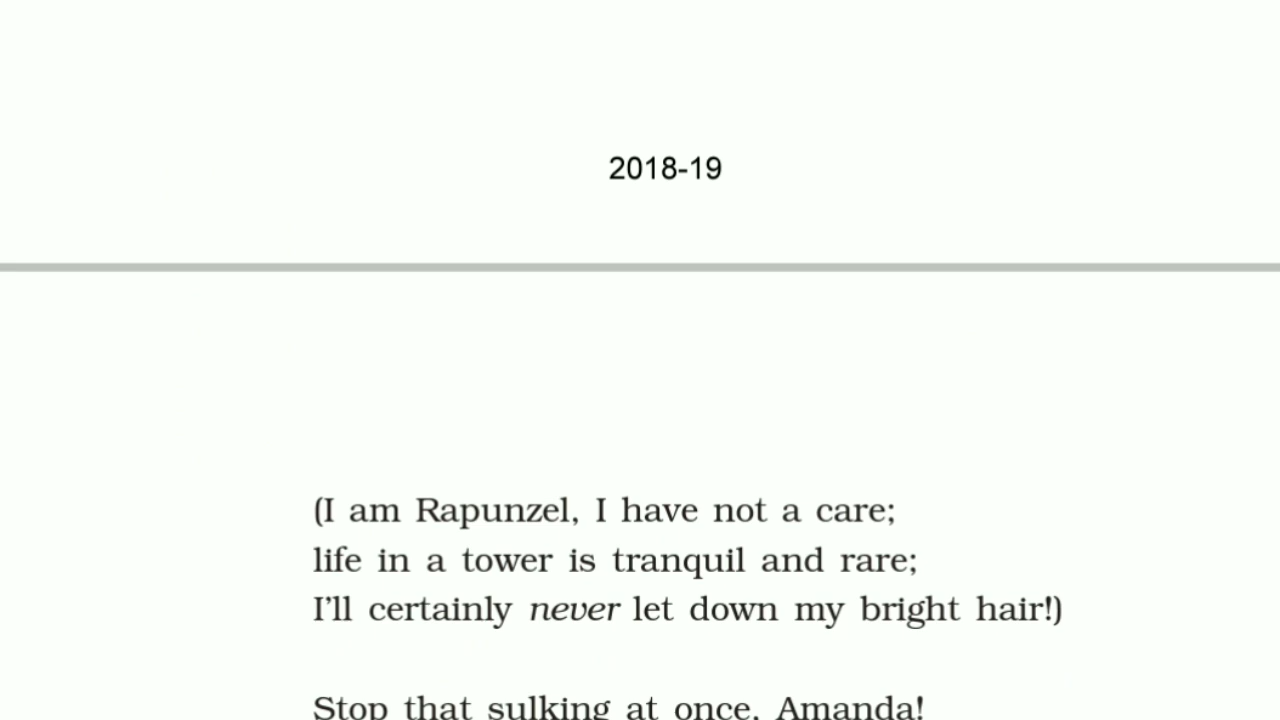 2018-19
(I am Rapunzel, I have not a care;
life in a tower is tranquil and rare;
I’ll certainly never let down my bright hair!)
Stop that sulking at once, Amanda!